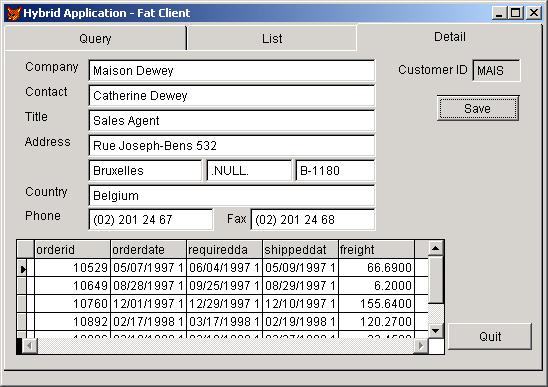 Hybrid Application - Fat Client
Query List Detail
Company Maison Dewey Customer ID MAIS
Contact Catherine Dewey
Save
Title Sales Agent
Address Rue Joseph-Bens 532
Bruxelles .NULL. B-1180
Country Belgium
Phone (02) 201 24 67 Fax (02) 201 24 68
orderid orderdate requiredda shippeddat freight
10529 05/07/1997 1 06/04/1997 1 05/09/1997 1 66.6900
10649 08/28/1997 1 09/25/1997 1 08/29/1997 1 6.2000
10760 12/01/1997 1 12/29/1997 1 12/10/1997 1 155.6400
10892 02/17/1998 1 03/17/1998 1 02/19/1998 1 120.2700
Quit